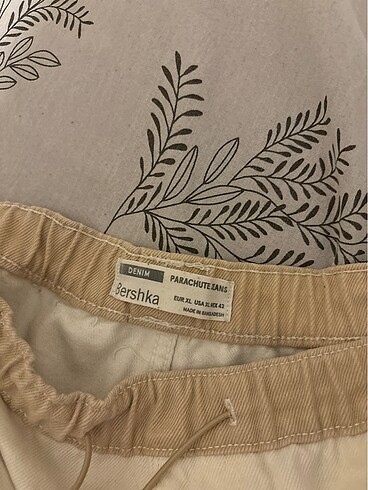 DENIM
PARACHUTE JEANS
Bershka
EUR XL USA XL MEX 42
MADE IN BANGLADESH